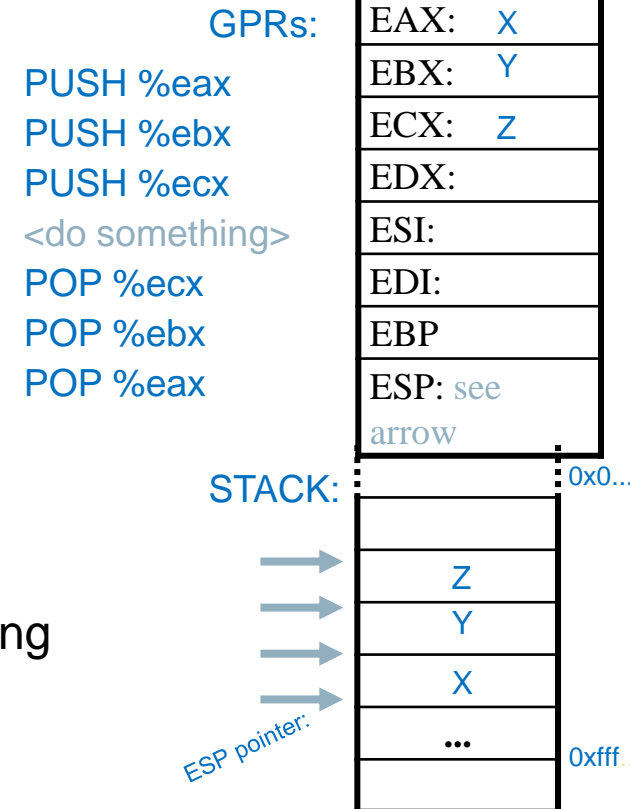 GPRs:
EAX: X
EBX: Y
ECX: Z
EDX:
ESI:
EDI:
EBP
ESP: see
arrow
PUSH %eax
PUSH %ebx
PUSH %ecx
<do something>
POP %ecx
POP %ebx
POP %eax
STACK:
0x0...
Z
Y
X
...
ng
ESP pointer:
0xfff.